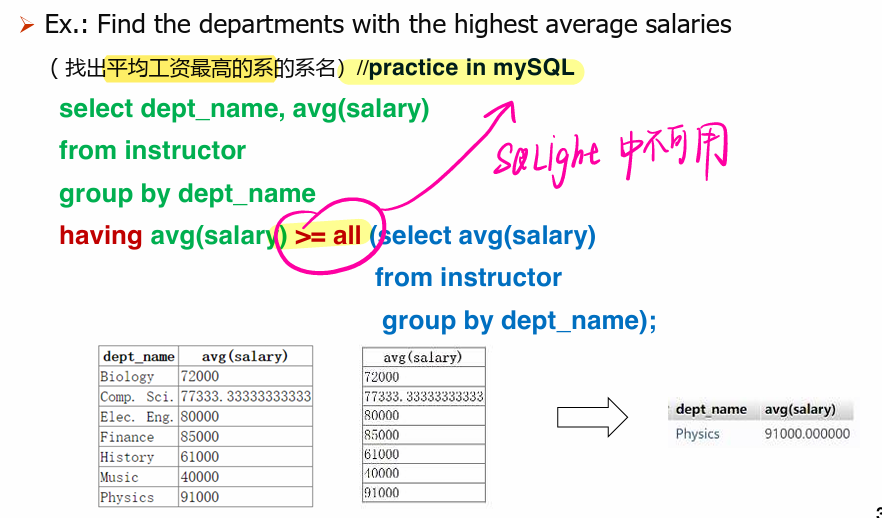 ➤ Ex.: Find the departments with the highest average salaries
（ 找出平均工资最高的系的系名）//practice in mySQL
select dept_name, avg(salary)
from instructor
group by dept_name
having avg(salary) >= all (select avg(salary)
from instructor
group by dept_name);
SQLight 中不可用
dept_name avg(salary)
Biology 72000
Comp. Sci. 77333.33333333333
Elec. Eng. 80000
Finance 85000
History 61000
Music 40000
Physics 91000
avg(salary)
72000
77333.33333333333
80000
85000
61000
40000
91000
dept_name avg(salary)
Physics 91000.000000
3